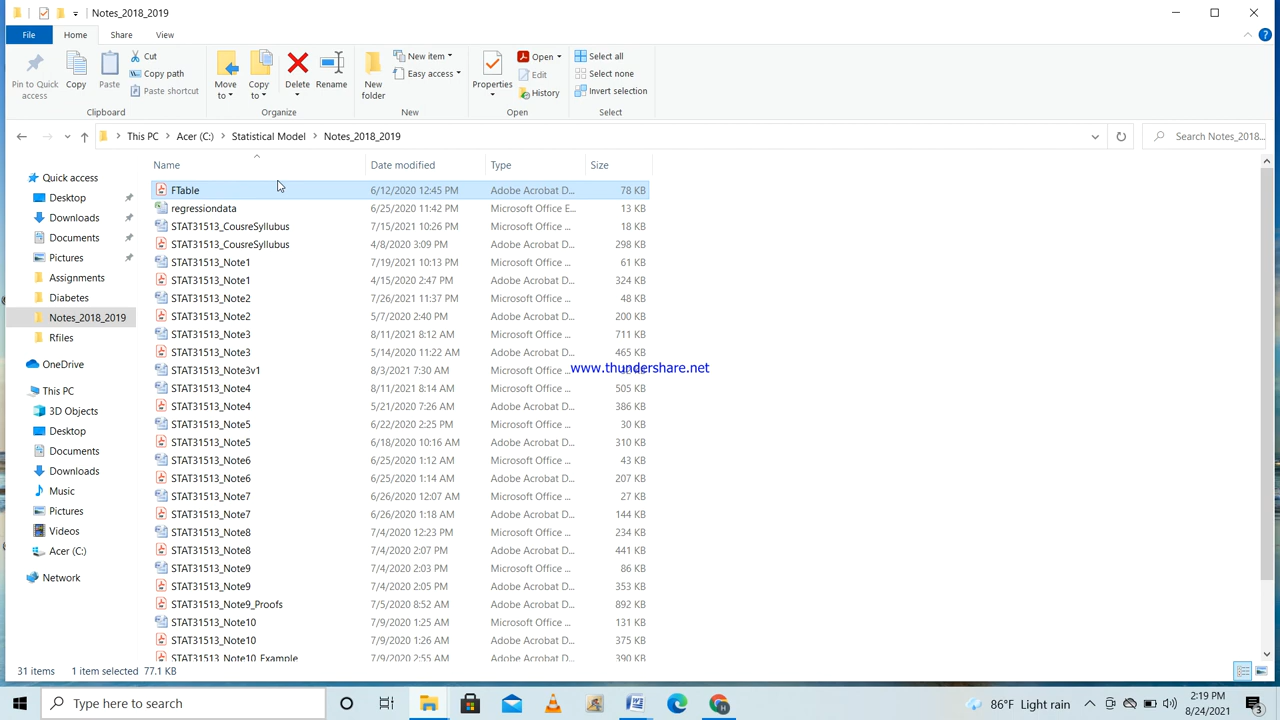 Notes_2018_2019
File Home Share View
Pin to Quick access
Copy
Paste
Cut
Copy path
Paste shortcut
Clipboard
Move to
Copy to
Delete
Rename
Organize
New folder
New item
Easy access
New
Properties
Open
Edit
History
Open
Select all
Select none
Invert selection
Select
This PC > Acer (C:) > Statistical Model > Notes_2018_2019
Search Notes_2018...
Quick access
Desktop
Downloads
Documents
Pictures
Assignments
Diabetes
Notes_2018_2019
Rfiles
OneDrive
This PC
3D Objects
Desktop
Documents
Downloads
Music
Pictures
Videos
Acer (C:)
Network
Name Date modified Type Size
FTable 6/12/2020 12:45 PM Adobe Acrobat D... 78 KB
regressiondata 6/25/2020 11:42 PM Microsoft Office E... 13 KB
STAT31513_CousreSyllubus 7/15/2021 10:26 PM Microsoft Office ... 18 KB
STAT31513_CousreSyllubus 4/8/2020 3:09 PM Adobe Acrobat D... 298 KB
STAT31513_Note1 7/19/2021 10:13 PM Microsoft Office ... 61 KB
STAT31513_Note1 4/15/2020 2:47 PM Adobe Acrobat D... 324 KB
STAT31513_Note2 7/26/2021 11:37 PM Microsoft Office ... 48 KB
STAT31513_Note2 5/7/2020 2:40 PM Adobe Acrobat D... 200 KB
STAT31513_Note3 8/11/2021 8:12 AM Microsoft Office ... 711 KB
STAT31513_Note3 5/14/2020 11:22 AM Adobe Acrobat D... 465 KB
STAT31513_Note3v1 8/3/2021 7:30 AM Microsoft Office ... KB
www.thundershare.net
STAT31513_Note4 8/11/2021 8:14 AM Microsoft Office ... 505 KB
STAT31513_Note4 5/21/2020 7:26 AM Adobe Acrobat D... 386 KB
STAT31513_Note5 6/22/2020 2:25 PM Microsoft Office ... 30 KB
STAT31513_Note5 6/18/2020 10:16 AM Adobe Acrobat D... 310 KB
STAT31513_Note6 6/25/2020 1:12 AM Microsoft Office ... 43 KB
STAT31513_Note6 6/25/2020 1:14 AM Adobe Acrobat D... 207 KB
STAT31513_Note7 6/26/2020 12:07 AM Microsoft Office ... 27 KB
STAT31513_Note7 6/26/2020 1:18 AM Adobe Acrobat D... 144 KB
STAT31513_Note8 7/4/2020 12:23 PM Microsoft Office ... 234 KB
STAT31513_Note8 7/4/2020 2:07 PM Adobe Acrobat D... 441 KB
STAT31513_Note9 7/4/2020 2:03 PM Microsoft Office ... 86 KB
STAT31513_Note9 7/4/2020 2:05 PM Adobe Acrobat D... 353 KB
STAT31513_Note9_Proofs 7/5/2020 8:52 AM Adobe Acrobat D... 892 KB
STAT31513_Note10 7/9/2020 1:25 AM Microsoft Office ... 131 KB
STAT31513_Note10 7/9/2020 1:26 AM Adobe Acrobat D... 375 KB
STAT31513_Note10_Example 7/9/2020 2:55 AM Adobe Acrobat D... 390 KB
31 items 1 item selected 77.1 KB
Type here to search
86°F Light rain
2:19 PM
8/24/2021
3